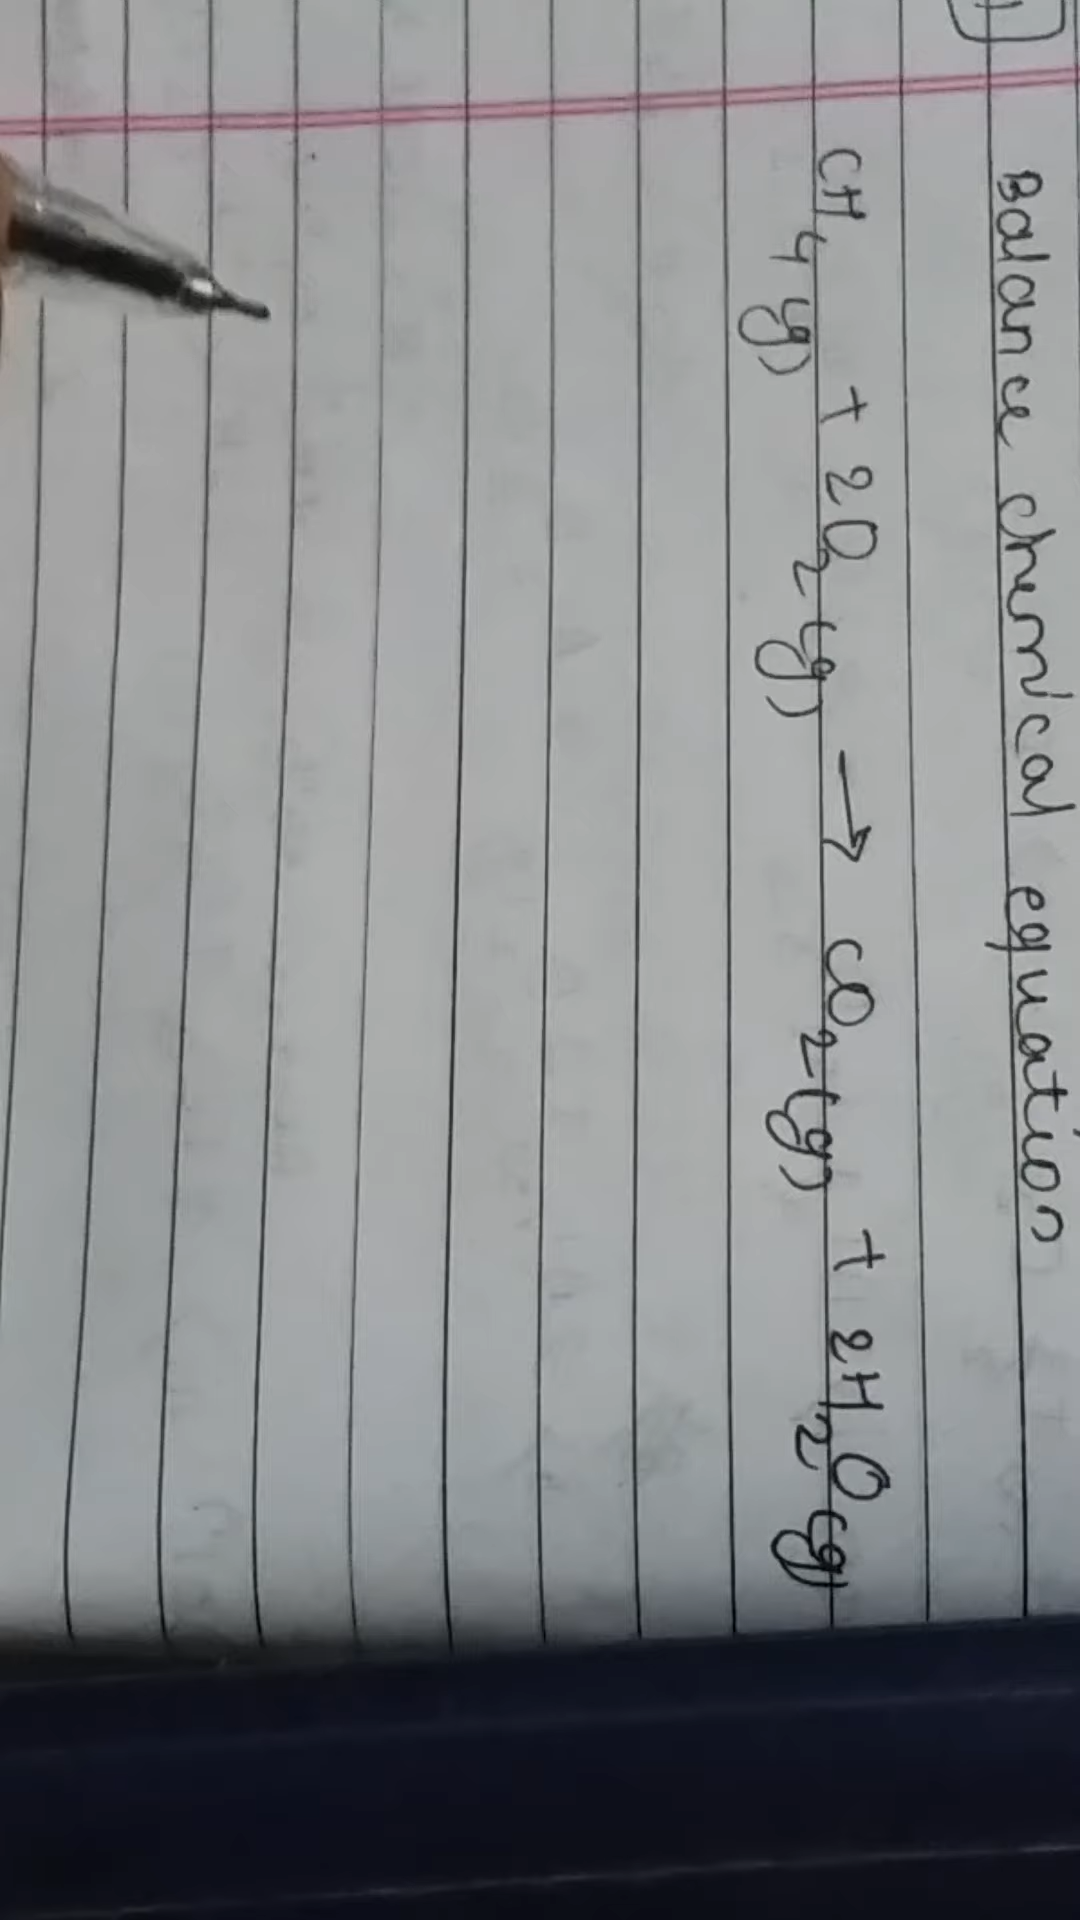 Balance chemical equation
CH₄(g) + 2O₂(g) → CO₂(g) + 2H₂O(g)